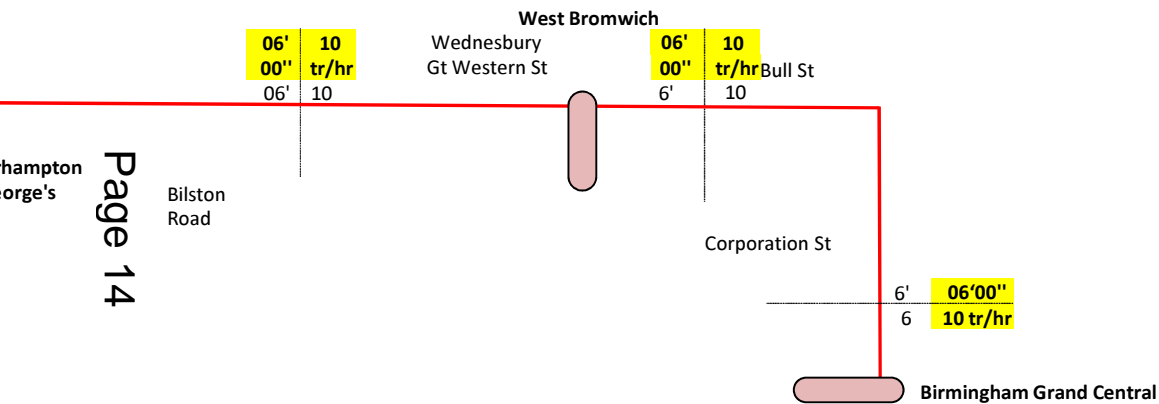 West Bromwich
06' 10
00" tr/hr
06' 10
Wednesbury
Gt Western St
06' 10
00" tr/hr
6' 10
Bull St
rhampton
eorge's
Page 14
Bilston
Road
Corporation St
6' 06‘00"
6 10 tr/hr
Birmingham Grand Central